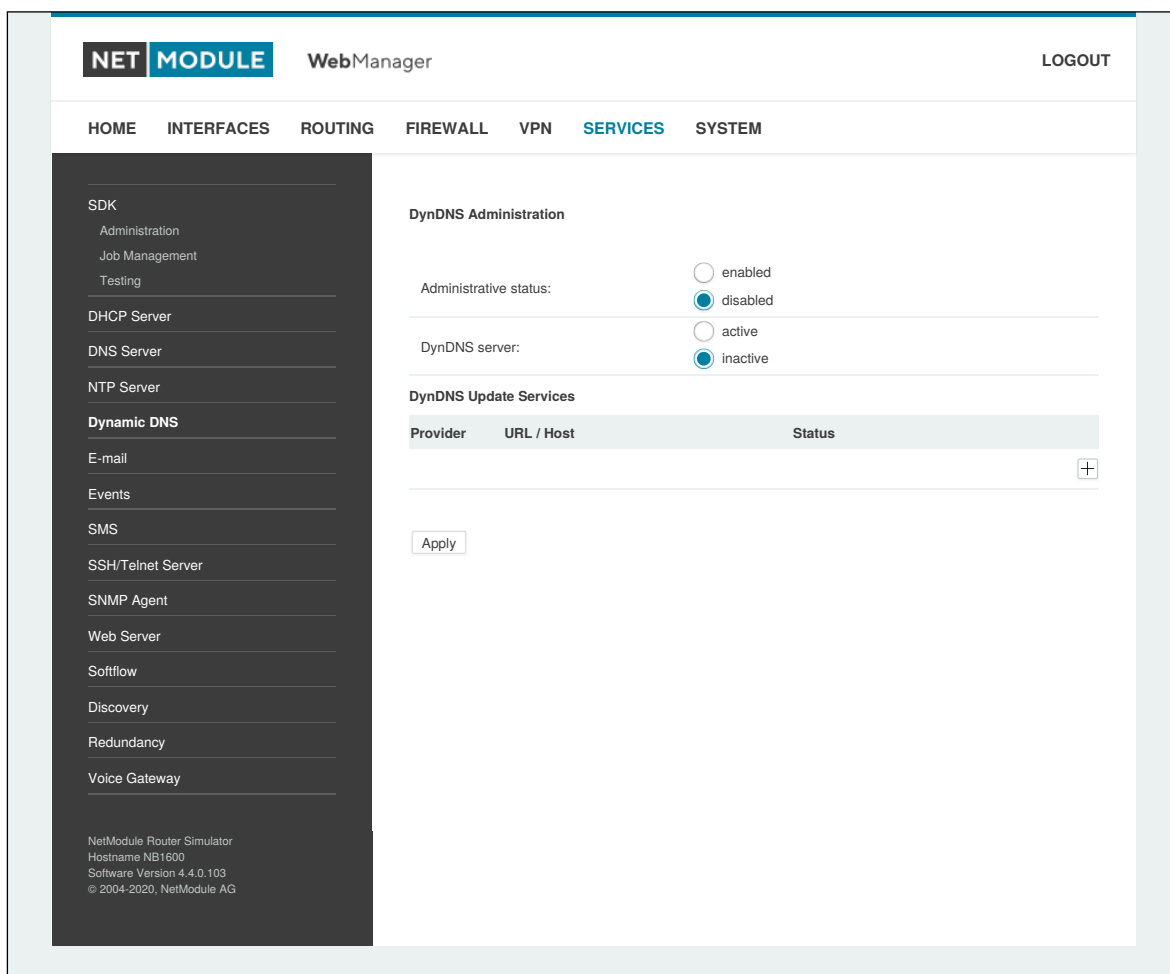 NET MODULE WebManager LOGOUT
HOME INTERFACES ROUTING FIREWALL VPN SERVICES SYSTEM
SDK
Administration
Job Management
Testing
DHCP Server
DNS Server
NTP Server
Dynamic DNS
E-mail
Events
SMS
SSH/Telnet Server
SNMP Agent
Web Server
Softflow
Discovery
Redundancy
Voice Gateway
NetModule Router Simulator
Hostname NB1600
Software Version 4.4.0.103
© 2004-2020, NetModule AG
DynDNS Administration
Administrative status:
enabled
disabled
DynDNS server:
active
inactive
DynDNS Update Services
Provider URL / Host Status
Apply